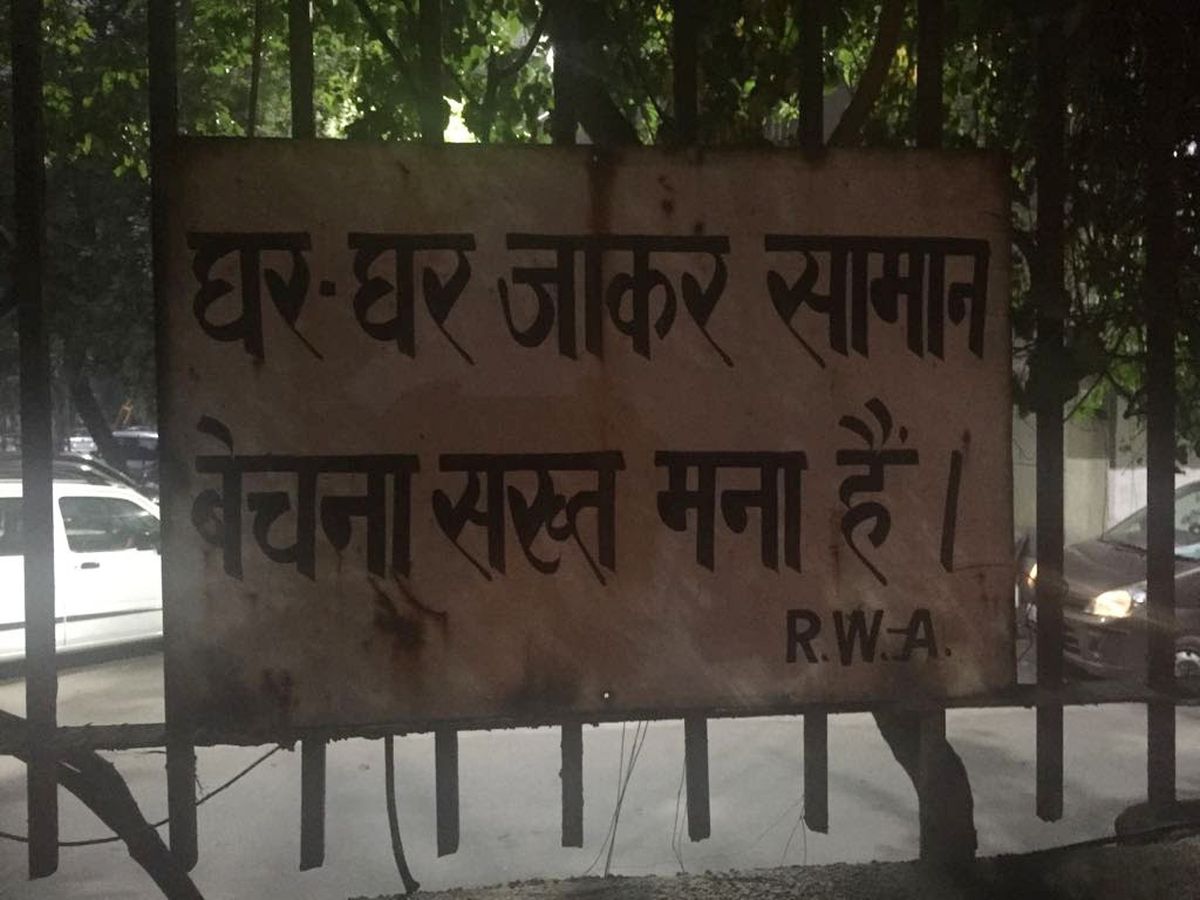 घर-घर जाकर सामान
बेचना सख्त मना हैं ।
R.W.A.